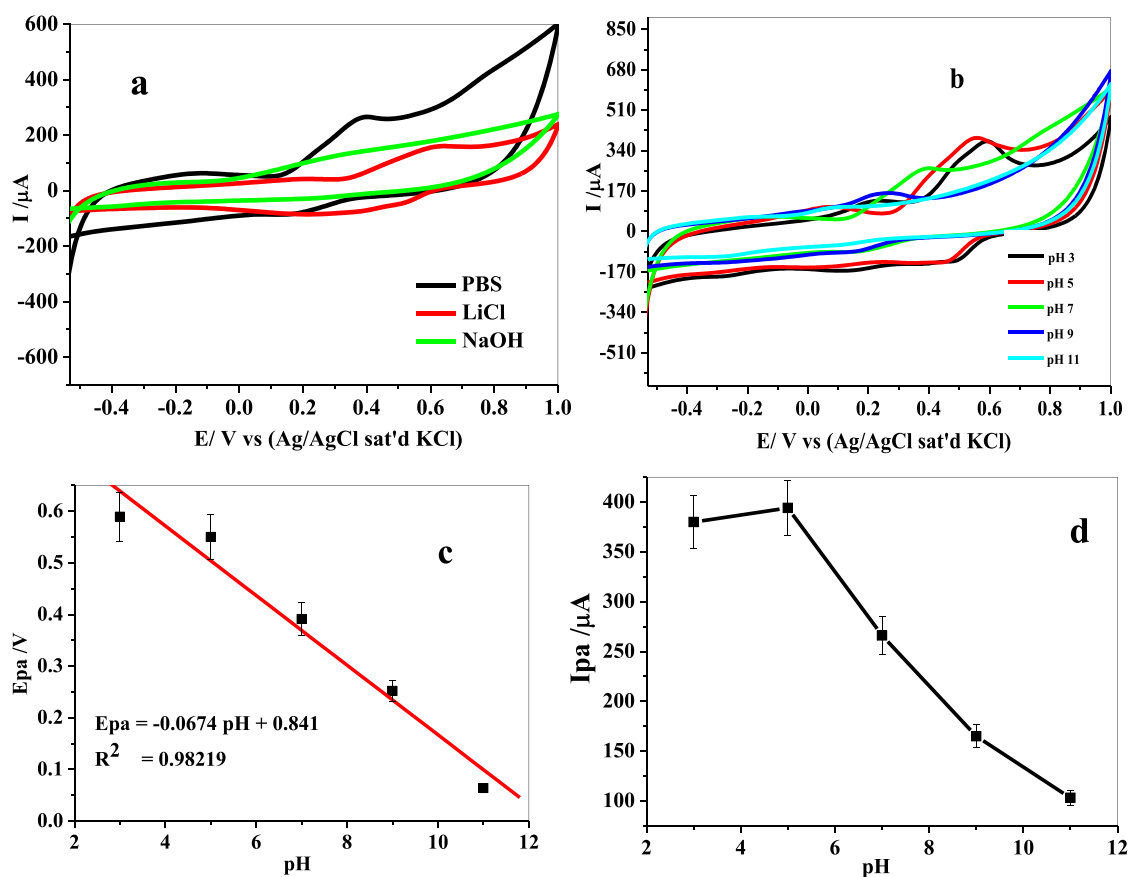 a
I /µA
600
400
200
0
-200
-400
-600
PBS
LiCl
NaOH
-0.4 -0.2 0.0 0.2 0.4 0.6 0.8 1.0
E/ V vs (Ag/AgCl sat'd KCl)
b
I /µA
850
680
510
340
170
0
-170
-340
-510
pH 3
pH 5
pH 7
pH 9
pH 11
-0.4 -0.2 0.0 0.2 0.4 0.6 0.8 1.0
E/ V vs (Ag/AgCl sat'd KCl)
c
Epa /V
0.6
0.5
0.4
0.3
0.2
0.1
0.0
Epa = -0.0674 pH + 0.841
R2 = 0.98219
2 4 6 8 10 12
pH
d
Ipa /µA
400
350
300
250
200
150
100
2 4 6 8 10 12
pH